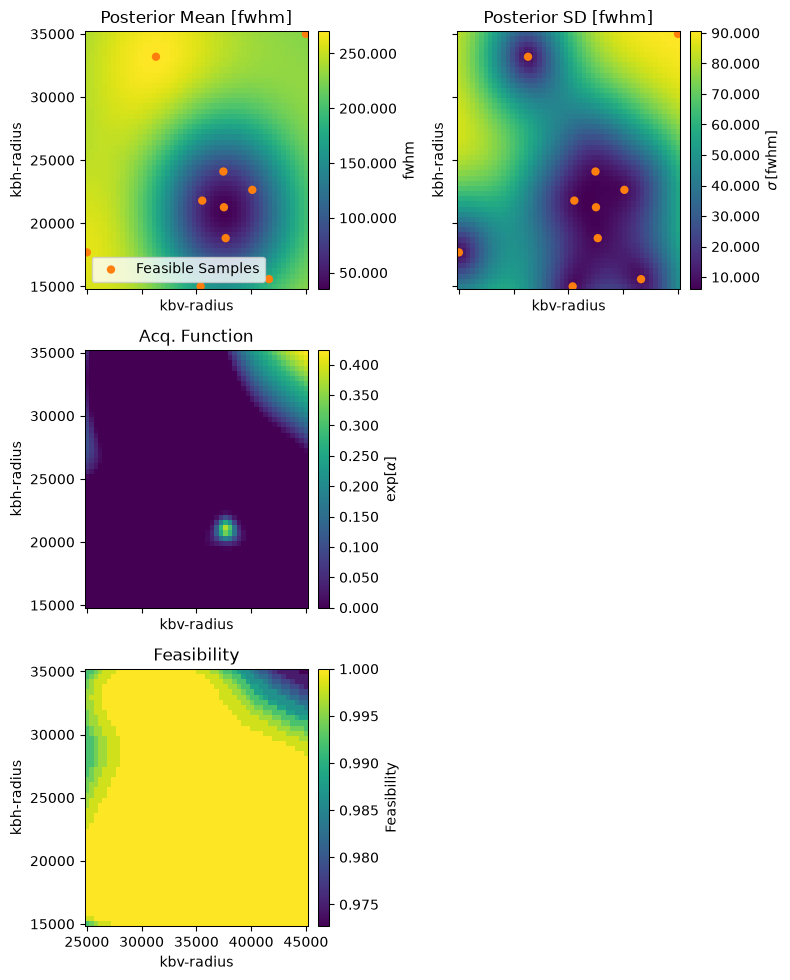 Posterior Mean [fwhm]
35000
30000
25000
20000
15000
kbh-radius
kbv-radius
Feasible Samples
250.000
200.000
150.000
100.000
50.000
fwhm
Posterior SD [fwhm]
kbh-radius
kbv-radius
90.000
80.000
70.000
60.000
50.000
40.000
30.000
20.000
10.000
σ [fwhm]
Acq. Function
35000
30000
25000
20000
15000
kbh-radius
kbv-radius
0.400
0.350
0.300
0.250
0.200
0.150
0.100
0.050
0.000
exp[α]
Feasibility
35000
30000
25000
20000
15000
kbh-radius
25000 30000 35000 40000 45000
kbv-radius
1.000
0.995
0.990
0.985
0.980
0.975
Feasibility